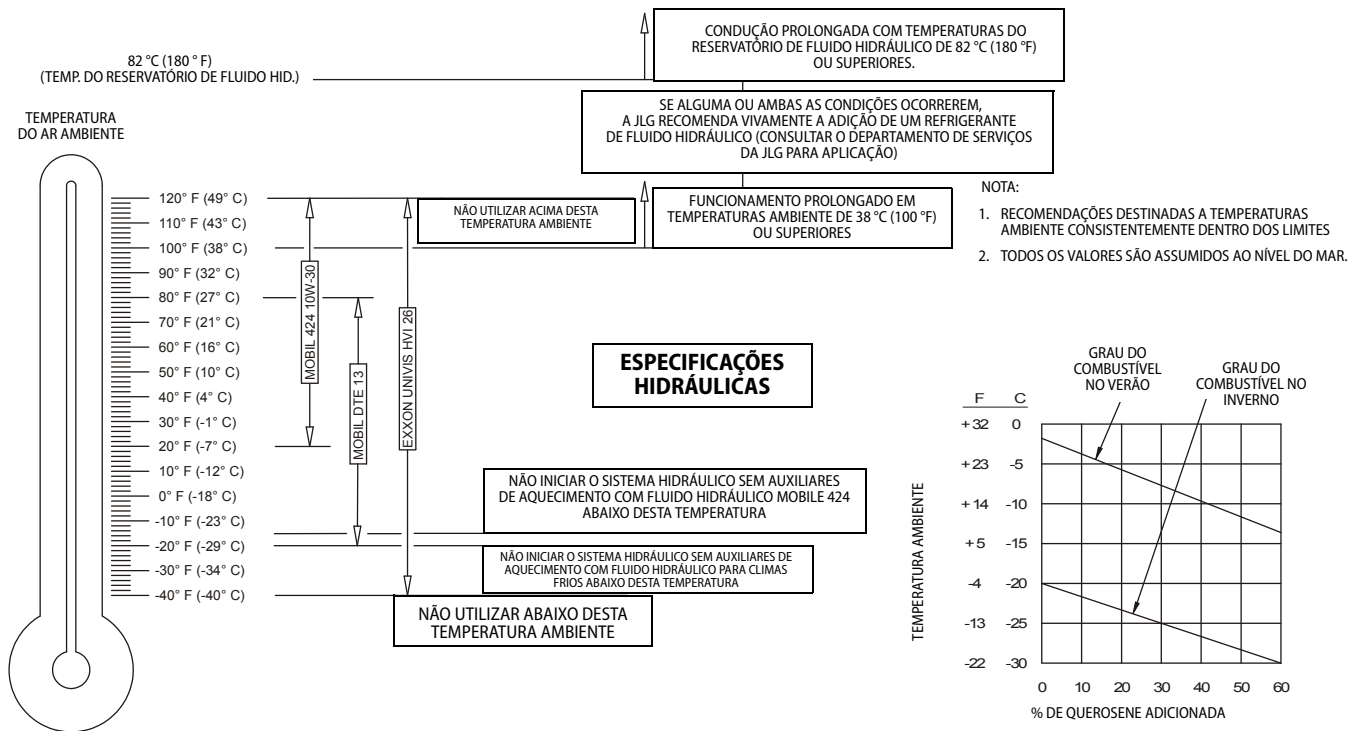 82 °C (180 ° F)
(TEMP. DO RESERVATÓRIO DE FLUIDO HID.)
CONDUÇÃO PROLONGADA COM TEMPERATURAS DO
RESERVATÓRIO DE FLUIDO HIDRÁULICO DE 82 °C (180 °F)
OU SUPERIORES.
SE ALGUMA OU AMBAS AS CONDIÇÕES OCORREREM,
A JLG RECOMENDA VIVAMENTE A ADIÇÃO DE UM REFRIGERANTE
DE FLUIDO HIDRÁULICO (CONSULTAR O DEPARTAMENTO DE SERVIÇOS
DA JLG PARA APLICAÇÃO)
TEMPERATURA
DO AR AMBIENTE
120° F (49° C)
110° F (43° C)
100° F (38° C)
90° F (32° C)
80° F (27° C)
70° F (21° C)
60° F (16° C)
50° F (10° C)
40° F (4° C)
30° F (-1° C)
20° F (-7° C)
10° F (-12° C)
0° F (-18° C)
-10° F (-23° C)
-20° F (-29° C)
-30° F (-34° C)
-40° F (-40° C)
MOBIL 424 10W-30
MOBIL DTE 13
EXXON UNIVIS HVI 26
NÃO UTILIZAR ACIMA DESTA
TEMPERATURA AMBIENTE
FUNCIONAMENTO PROLONGADO EM
TEMPERATURAS AMBIENTE DE 38 °C (100 °F)
OU SUPERIORES
NOTA:
1. RECOMENDAÇÕES DESTINADAS A TEMPERATURAS
AMBIENTE CONSISTENTEMENTE DENTRO DOS LIMITES
2. TODOS OS VALORES SÃO ASSUMIDOS AO NÍVEL DO MAR.
ESPECIFICAÇÕES
HIDRÁULICAS
NÃO INICIAR O SISTEMA HIDRÁULICO SEM AUXILIARES
DE AQUECIMENTO COM FLUIDO HIDRÁULICO MOBILE 424
ABAIXO DESTA TEMPERATURA
NÃO INICIAR O SISTEMA HIDRÁULICO SEM AUXILIARES DE
AQUECIMENTO COM FLUIDO HIDRÁULICO PARA CLIMAS
FRIOS ABAIXO DESTA TEMPERATURA
NÃO UTILIZAR ABAIXO DESTA
TEMPERATURA AMBIENTE
GRAU DO
COMBUSTÍVEL
NO VERÃO
GRAU DO
COMBUSTÍVEL NO
INVERNO
F C
+32 0
+23 -5
+14 -10
+5 -15
-4 -20
-13 -25
-22 -30
TEMPERATURA AMBIENTE
0 10 20 30 40 50 60
% DE QUEROSENE ADICIONADA